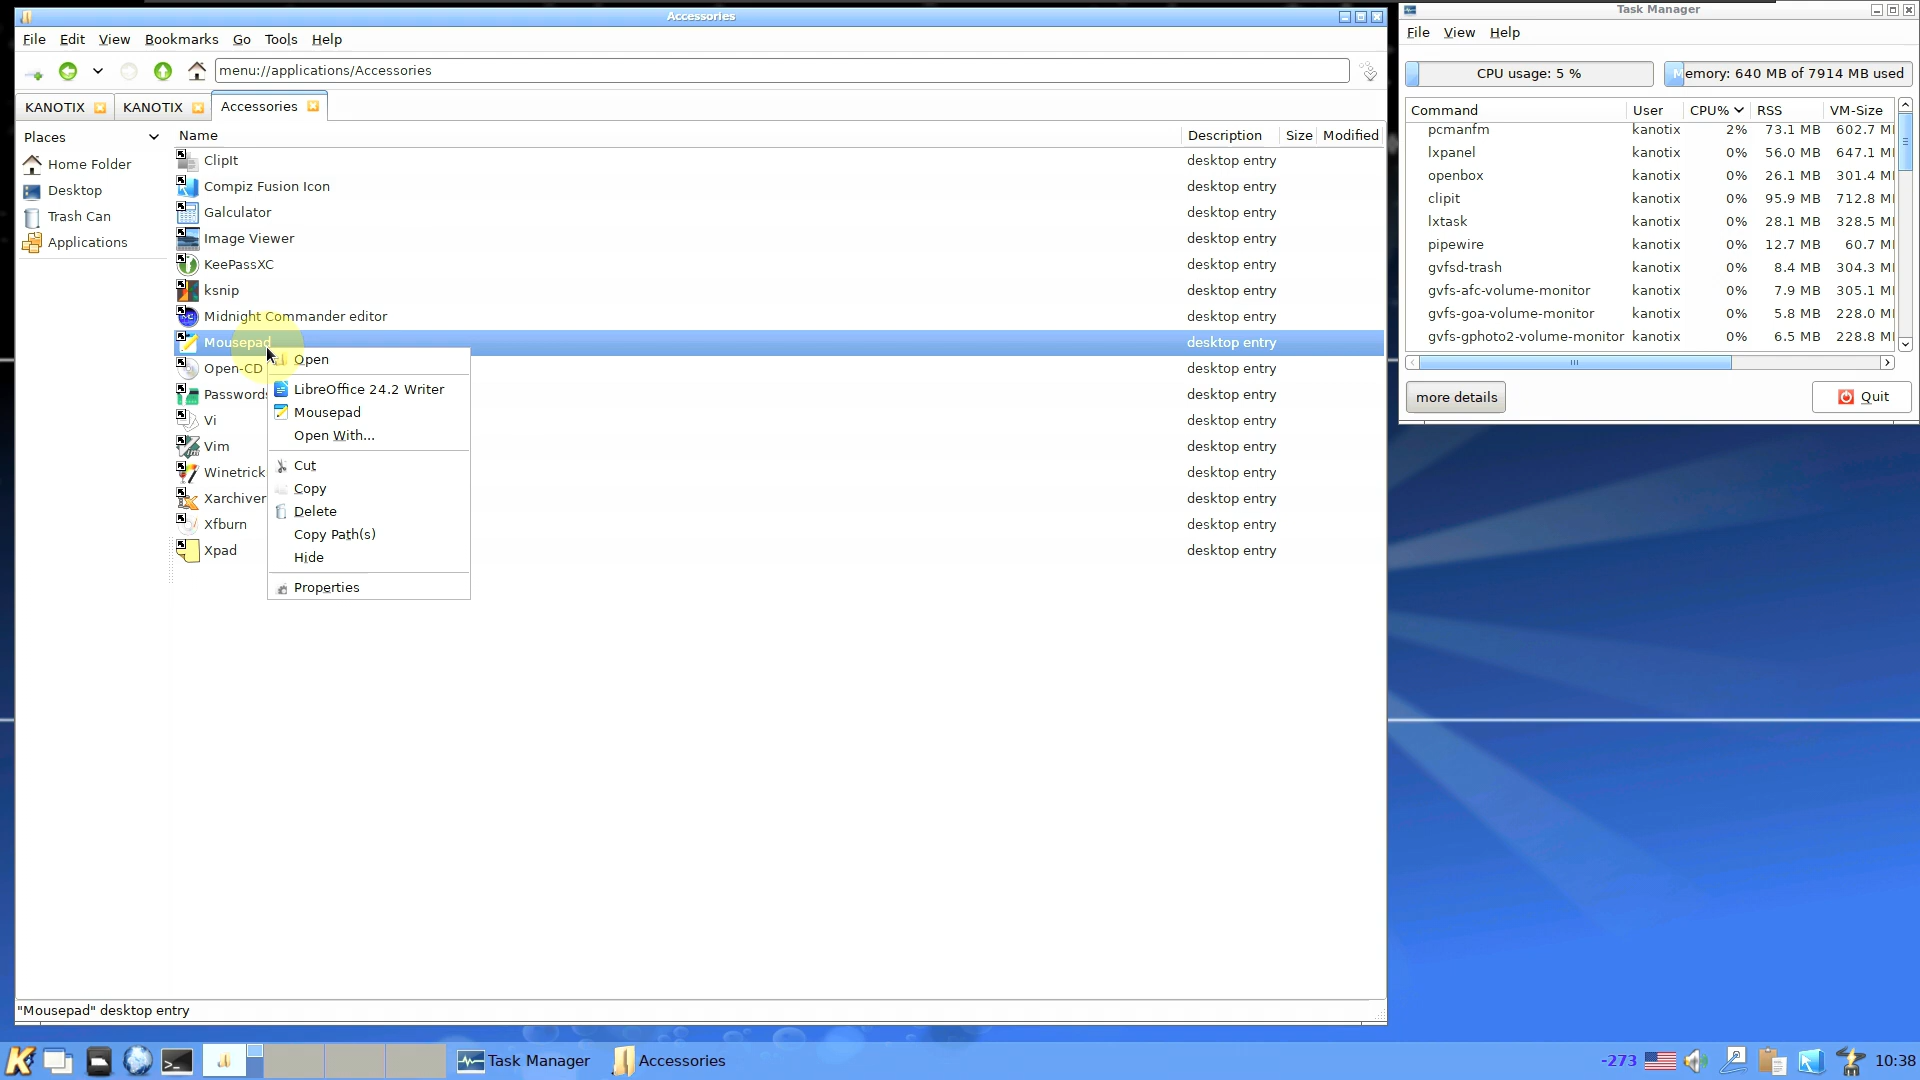 Accessories
File Edit View Bookmarks Go Tools Help
menu://applications/Accessories
KANOTIX KANOTIX Accessories
Places
Home Folder
Desktop
Trash Can
Applications
Name Description Size Modified
ClipIt desktop entry
Compiz Fusion Icon desktop entry
Galculator desktop entry
Image Viewer desktop entry
KeePassXC desktop entry
ksnip desktop entry
Midnight Commander editor desktop entry
Mousepad desktop entry
Open-CD desktop entry
Password desktop entry
Vi desktop entry
Vim desktop entry
Winetrick desktop entry
Xarchiver desktop entry
Xfburn desktop entry
Xpad desktop entry
Open
LibreOffice 24.2 Writer
Mousepad
Open With...
Cut
Copy
Delete
Copy Path(s)
Hide
Properties
"Mousepad" desktop entry
Task Manager
File View Help
CPU usage: 5 % Memory: 640 MB of 7914 MB used
Command User CPU% RSS VM-Size
pcmanfm kanotix 2% 73.1 MB 602.7 M
lxpanel kanotix 0% 56.0 MB 647.1 M
openbox kanotix 0% 26.1 MB 301.4 M
clipit kanotix 0% 95.9 MB 712.8 M
lxtask kanotix 0% 28.1 MB 328.5 M
pipewire kanotix 0% 12.7 MB 60.7 M
gvfsd-trash kanotix 0% 8.4 MB 304.3 M
gvfs-afc-volume-monitor kanotix 0% 7.9 MB 305.1 M
gvfs-goa-volume-monitor kanotix 0% 5.8 MB 228.0 M
gvfs-gphoto2-volume-monitor kanotix 0% 6.5 MB 228.8 M
more details Quit
Task Manager Accessories -273 10:38